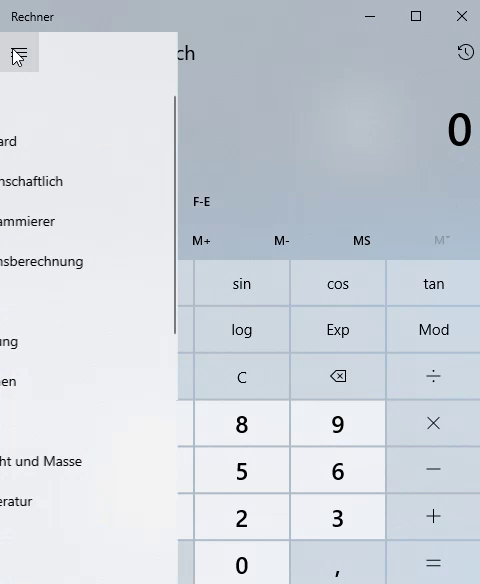 Rechner
ch
0
ard
nschaftlich
F-E
ammierer
M+ M- MS M˅
nsberechnung
sin cos tan
log Exp Mod
ung
C ÷
en
8 9 ×
ht und Masse
5 6 −
eratur
2 3 +
0 , =